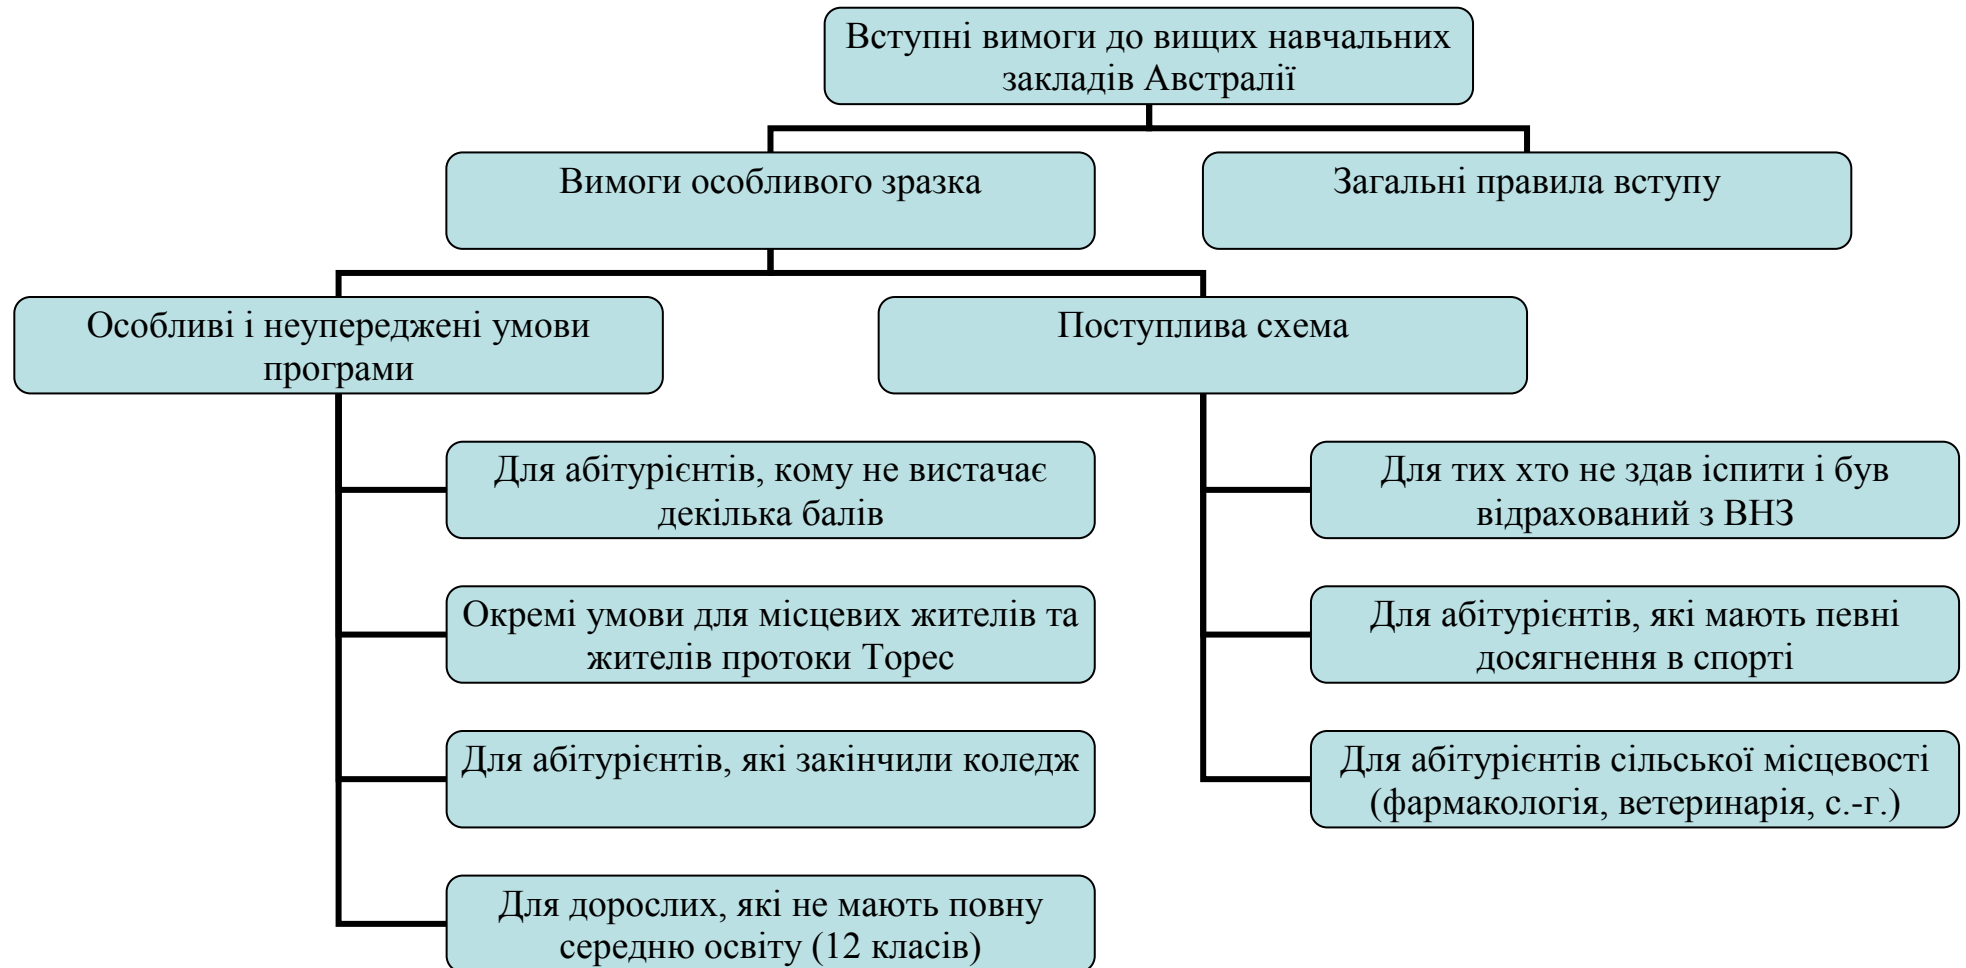 Вступні вимоги до вищих навчальних
закладів Австралії
Вимоги особливого зразка
Загальні правила вступу
Особливі і неупереджені умови
програми
Поступлива схема
Для абітурієнтів, кому не вистачає
декілька балів
Окремі умови для місцевих жителів та
жителів протоки Торес
Для абітурієнтів, які закінчили коледж
Для дорослих, які не мають повну
середню освіту (12 класів)
Для тих хто не здав іспити і був
відрахований з ВНЗ
Для абітурієнтів, які мають певні
досягнення в спорті
Для абітурієнтів сільської місцевості
(фармакологія, ветеринарія, с.-г.)